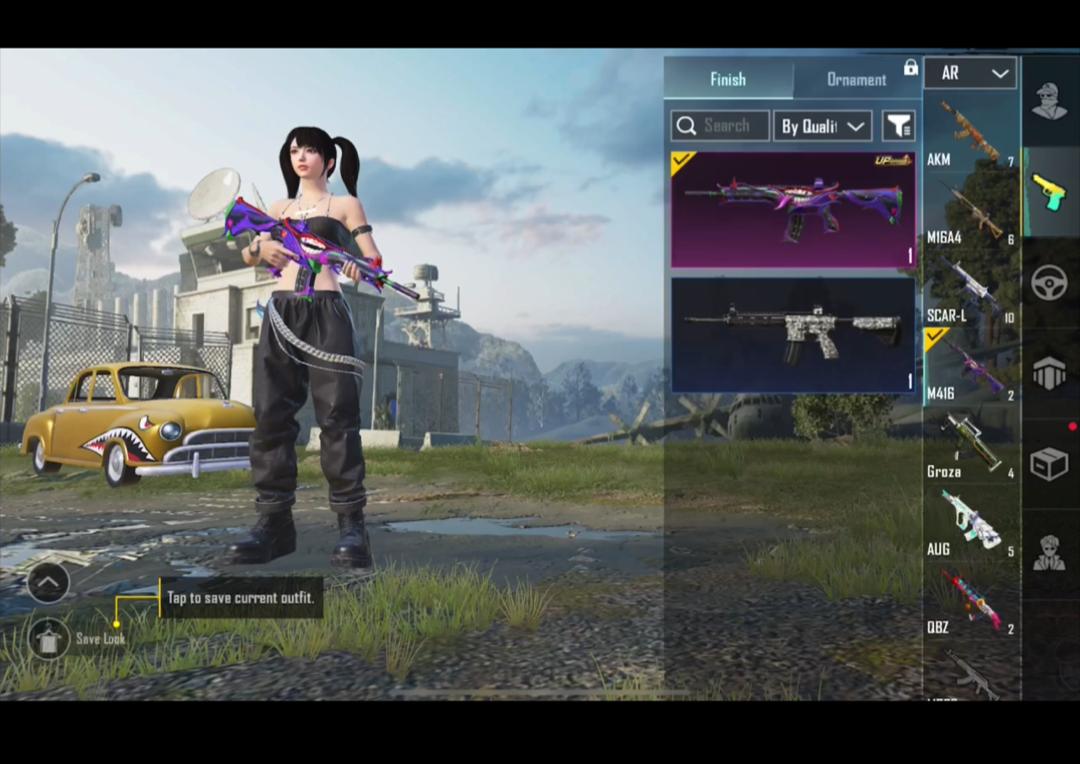 Finish
Ornament
AR
Search
By Quali
AKM
7
1
M16A4
6
SCAR-L
10
1
M416
2
Groza
4
AUG
5
QBZ
2
Tap to save current outfit.
Save Look